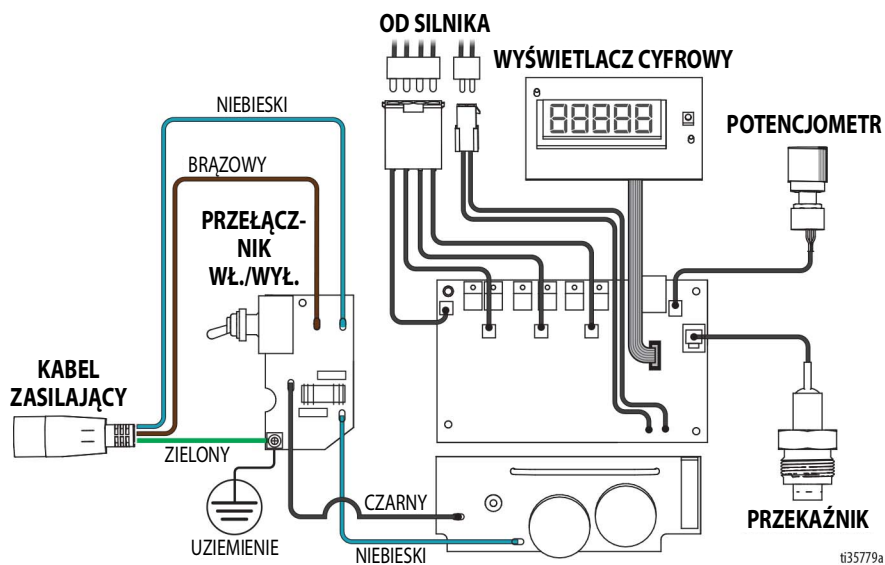 OD SILNIKA
WYŚWIETLACZ CYFROWY
NIEBIESKI
88888
POTENCJOMETR
BRĄZOWY
PRZEŁĄCZ-
NIK
WŁ./WYŁ.
KABEL
ZASILAJĄCY
ZIELONY
CZARNY
UZIEMIENIE
NIEBIESKI
PRZEKAŹNIK
ti35779a